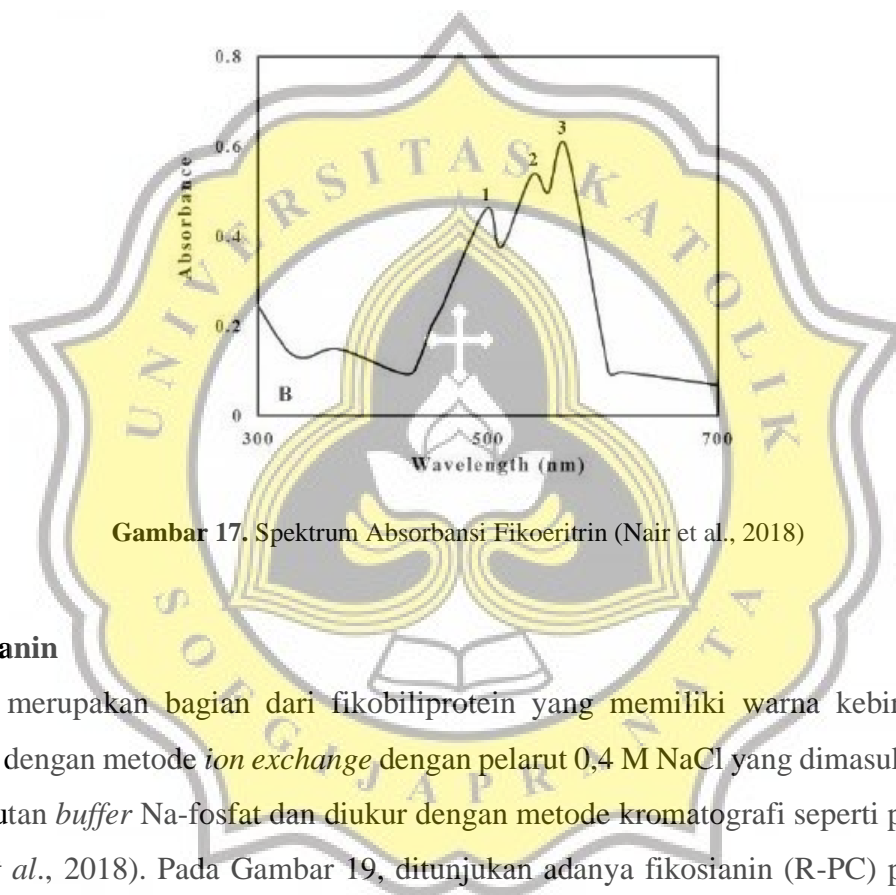 0.8
0.6
0.4
0.2
0
Absorbance
1
2
3
B
300
500
700
Wavelength (nm)
UNIVERSITAS KATOLIK
SOEGIJAPRANATA
Gambar 17. Spektrum Absorbansi Fikoeritrin (Nair et al., 2018)
anin
merupakan bagian dari fikobiliprotein yang memiliki warna kebir
dengan metode ion exchange dengan pelarut 0,4 M NaCl yang dimasul
utan buffer Na-fosfat dan diukur dengan metode kromatografi seperti p
al., 2018). Pada Gambar 19, ditunjukan adanya fikosianin (R-PC) p